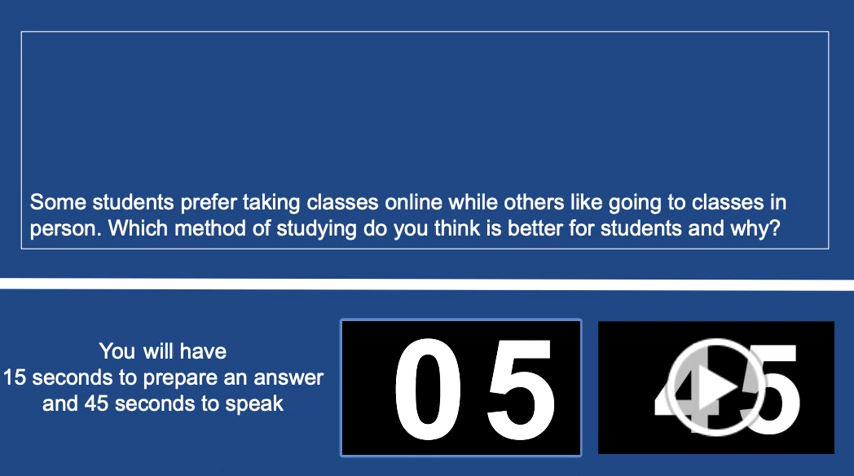 Some students prefer taking classes online while others like going to classes in
person. Which method of studying do you think is better for students and why?
You will have
15 seconds to prepare an answer
and 45 seconds to speak
05
45